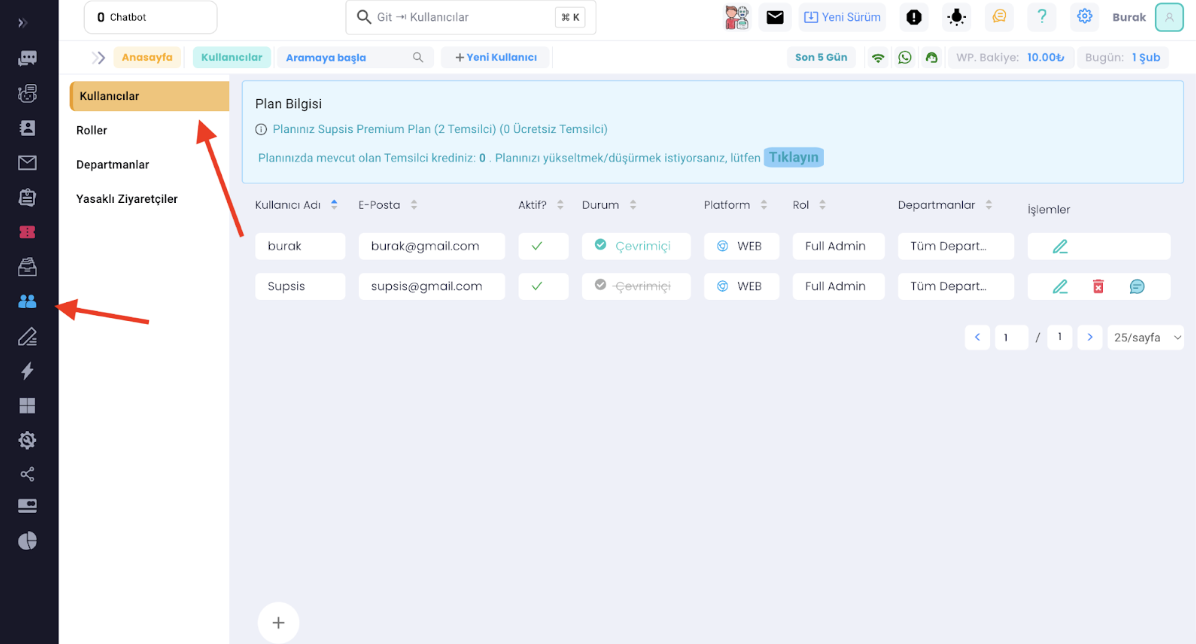 0 Chatbot
Git ⇥ Kullanıcılar
⌘ K
Yeni Sürüm
?
Burak
Anasayfa
Kullanıcılar
Aramaya başla
+ Yeni Kullanıcı
Son 5 Gün
WP. Bakiye: 10.00₺
Bugün: 1 Şub
Kullanıcılar
Roller
Departmanlar
Yasaklı Ziyaretçiler
Plan Bilgisi
Planınız Supsis Premium Plan (2 Temsilci) (0 Ücretsiz Temsilci)
Planınızda mevcut olan Temsilci krediniz: 0 . Planınızı yükseltmek/düşürmek istiyorsanız, lütfen Tıklayın
Kullanıcı Adı E-Posta Aktif? Durum Platform Rol Departmanlar İşlemler
burak burak@gmail.com Çevrimiçi WEB Full Admin Tüm Depart...
Supsis supsis@gmail.com Çevrimiçi WEB Full Admin Tüm Depart...
1 / 1 25/sayfa
+